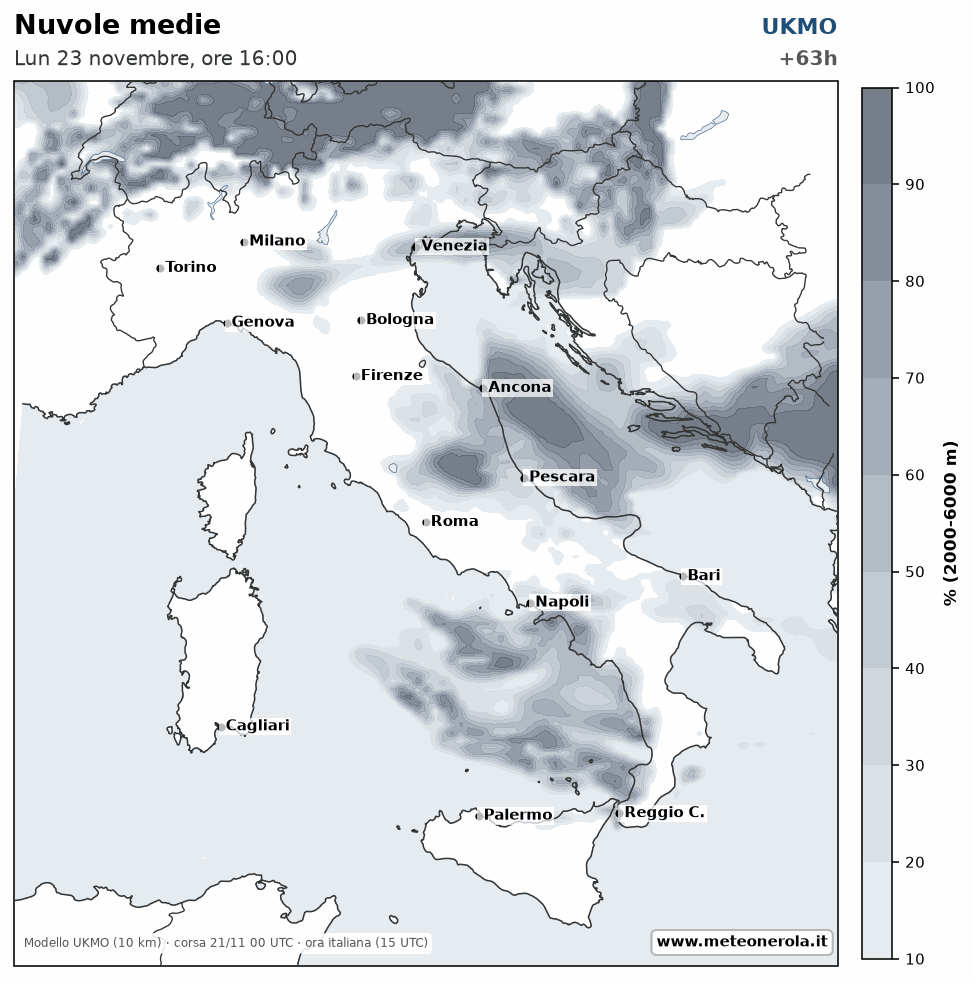 Nuvole medie
UKMO
Lun 23 novembre, ore 16:00
+63h
100
90
80
70
60
50
40
30
20
10
% (2000-6000 m)
Milano
Venezia
Torino
Genova
Bologna
Firenze
Ancona
Pescara
Roma
Bari
Napoli
Cagliari
Palermo
Reggio C.
Modello UKMO (10 km) · corsa 21/11 00 UTC · ora italiana (15 UTC)
www.meteonerola.it